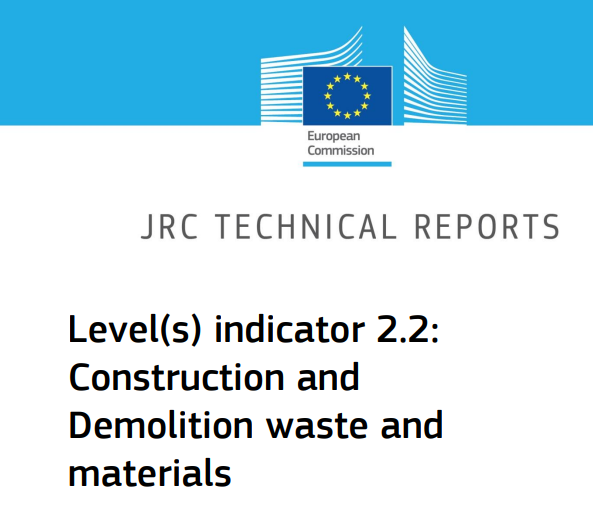 European
Commission
JRC TECHNICAL REPORTS
Level(s) indicator 2.2:
Construction and
Demolition waste and
materials